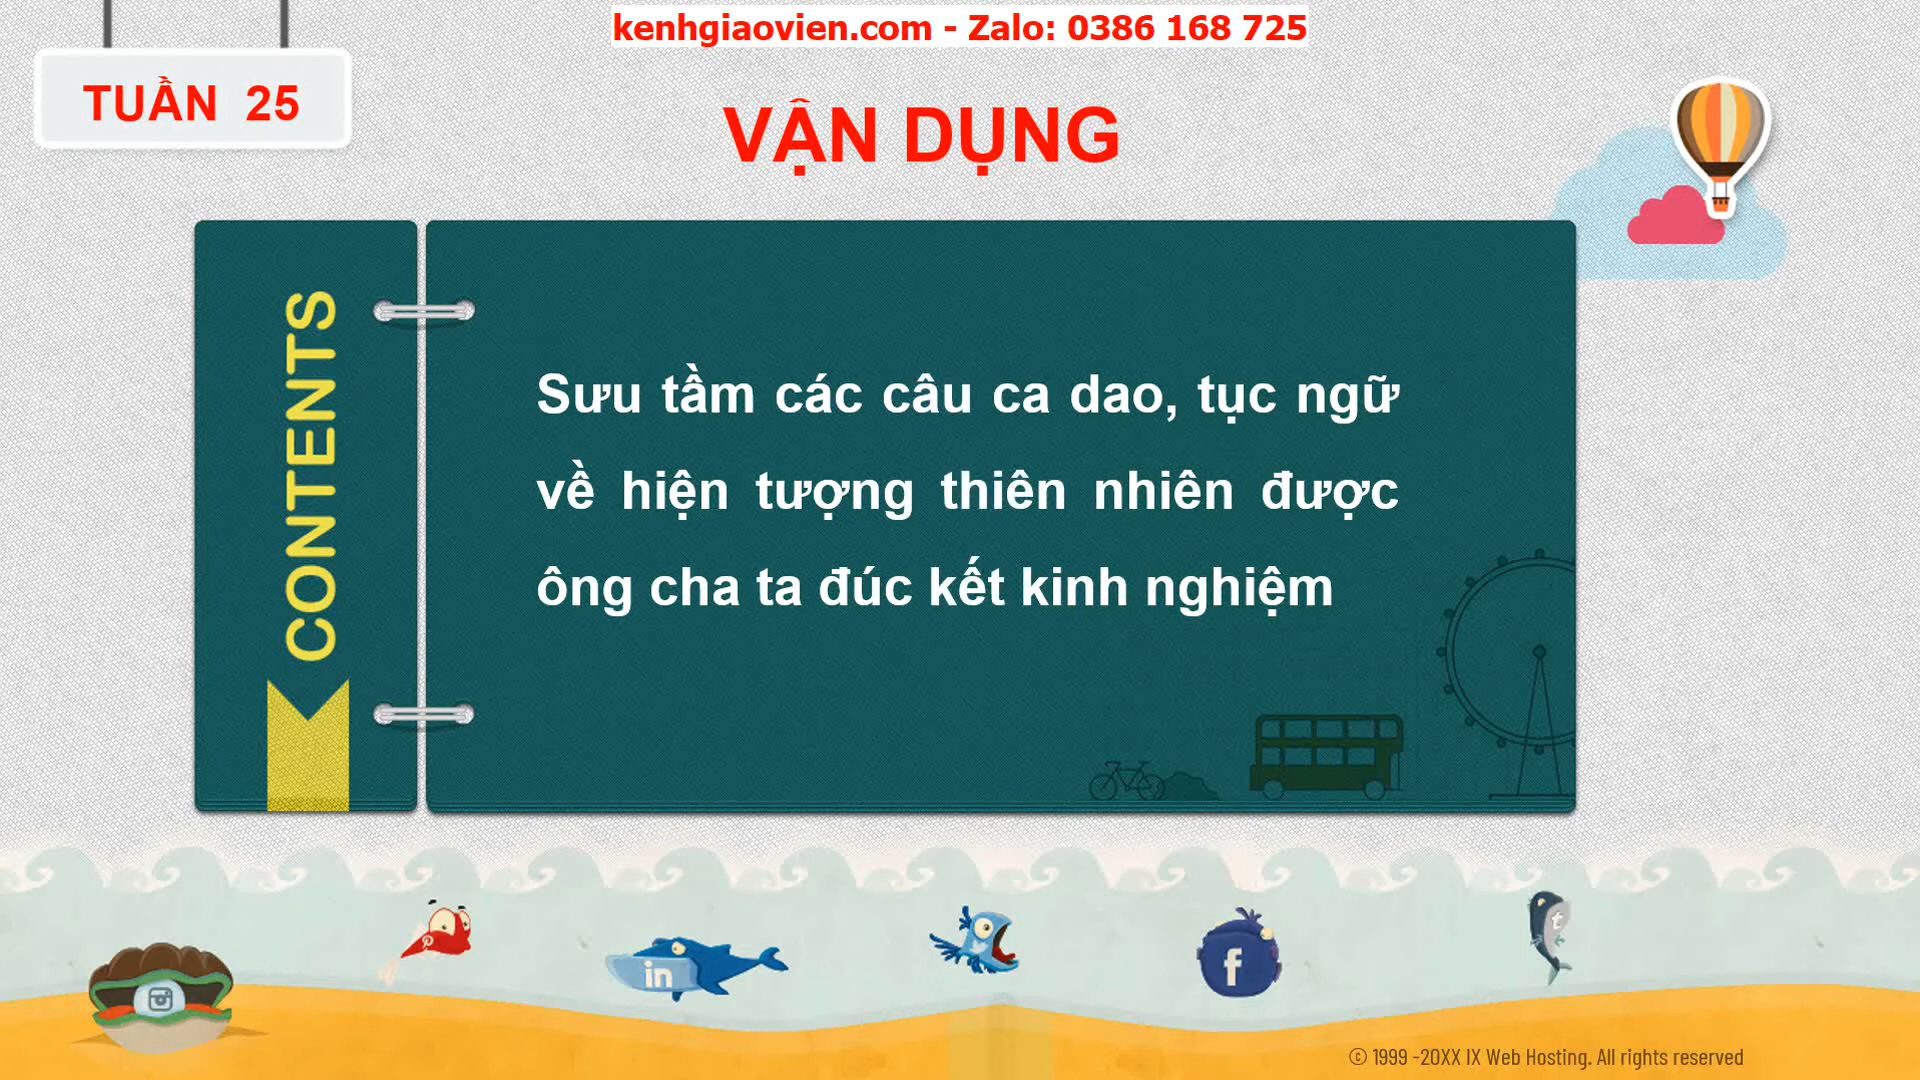 kenhgiaovien.com - Zalo: 0386 168 725
TUẦN 25
VẬN DỤNG
CONTENTS
Sưu tầm các câu ca dao, tục ngữ
về hiện tượng thiên nhiên được
ông cha ta đúc kết kinh nghiệm
in
f
t
© 1999 -20XX IX Web Hosting. All rights reserved